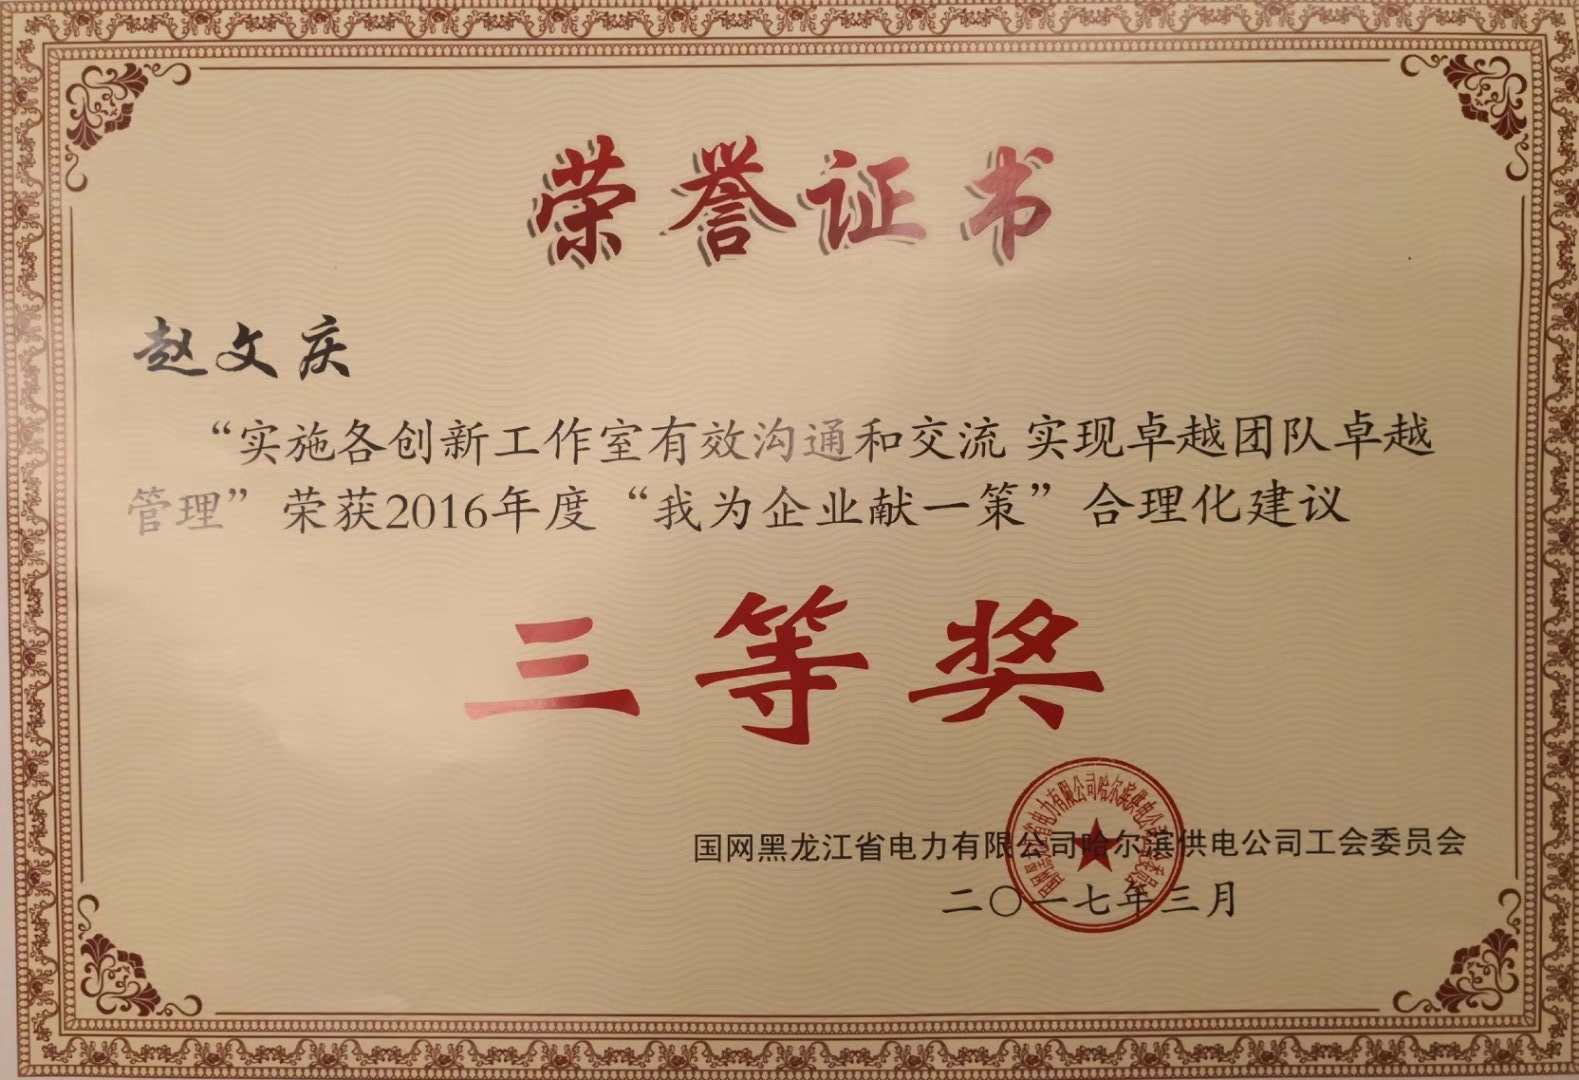 荣誉证书
赵文庆
“实施各创新工作室有效沟通和交流 实现卓越团队卓越
管理” 荣获2016年度 “我为企业献一策” 合理化建议
三等奖
国网黑龙江省电力有限公司哈尔滨供电公司工会委员会
二〇一七年三月